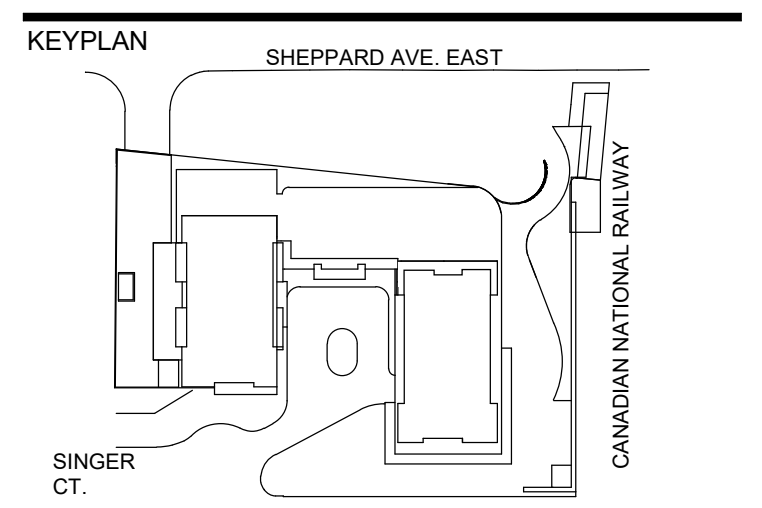 KEYPLAN
SHEPPARD AVE. EAST
CANADIAN NATIONAL RAILWAY
SINGER
CT.